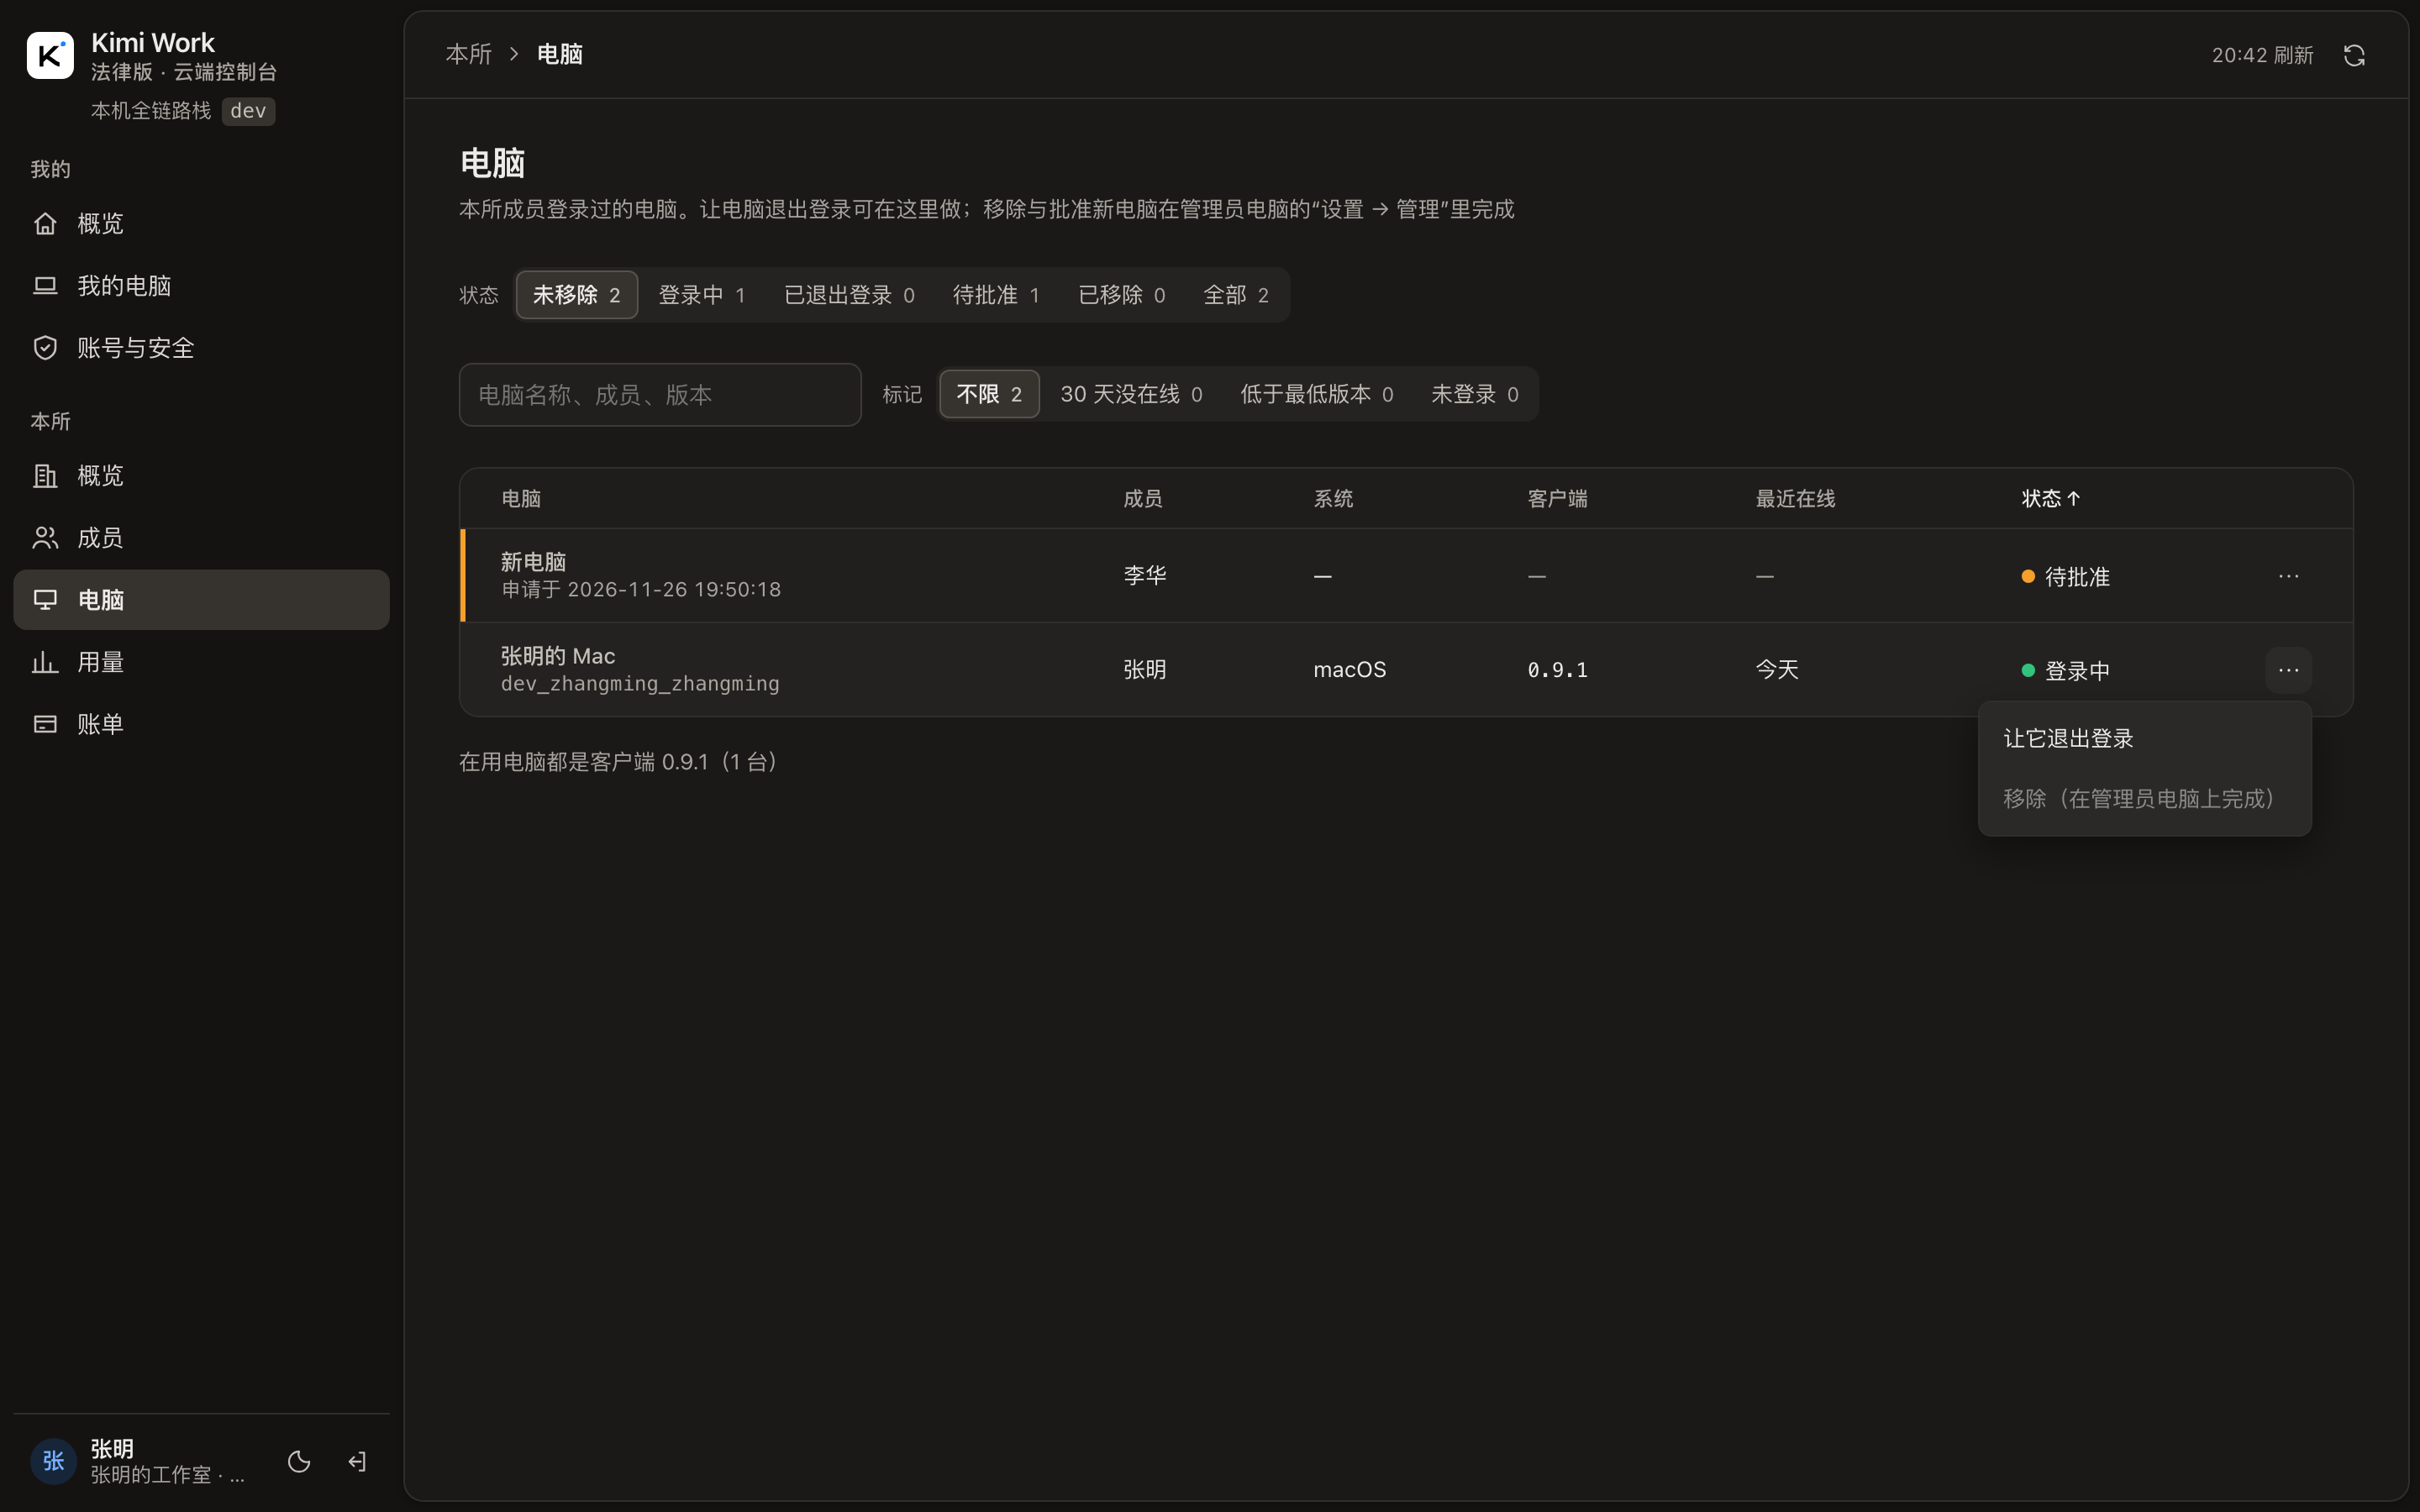 Kimi Work
法律版 · 云端控制台
本机全链路栈 dev
我的
概览
我的电脑
账号与安全
本所
概览
成员
电脑
用量
账单
张
张明
张明的工作室 · ...
本所 > 电脑
20:42 刷新
电脑
本所成员登录过的电脑。让电脑退出登录可在这里做；移除与批准新电脑在管理员电脑的“设置 → 管理”里完成
状态 未移除 2 登录中 1 已退出登录 0 待批准 1 已移除 0 全部 2
电脑名称、成员、版本 标记 不限 2 30 天没在线 0 低于最低版本 0 未登录 0
电脑 成员 系统 客户端 最近在线 状态 ↑
新电脑
申请于 2026-11-26 19:50:18
李华 — — — 待批准 ···
张明的 Mac
dev_zhangming_zhangming
张明 macOS 0.9.1 今天 登录中 ···
让它退出登录
移除（在管理员电脑上完成）
在用电脑都是客户端 0.9.1（1 台）